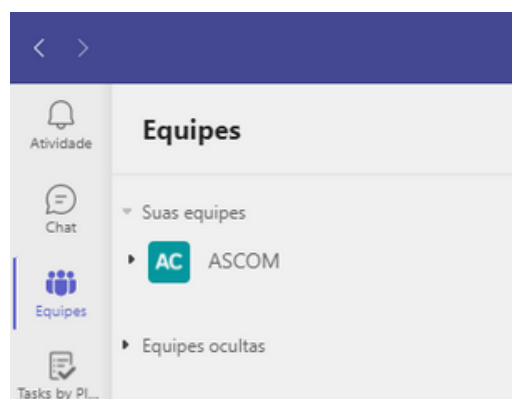 Atividade
Equipes
Chat
Suas equipes
AC ASCOM
Equipes
Equipes ocultas
Tasks by Pl...